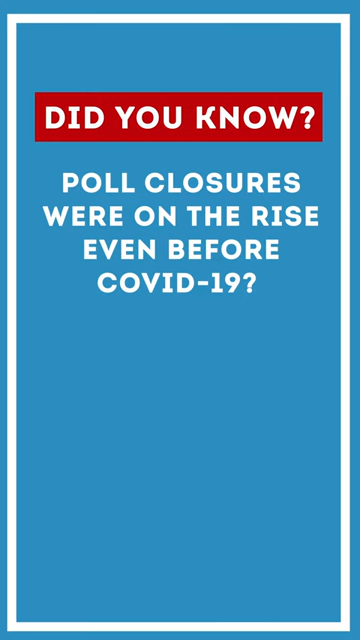 DID YOU KNOW?
POLL CLOSURES
WERE ON THE RISE
EVEN BEFORE
COVID-19?